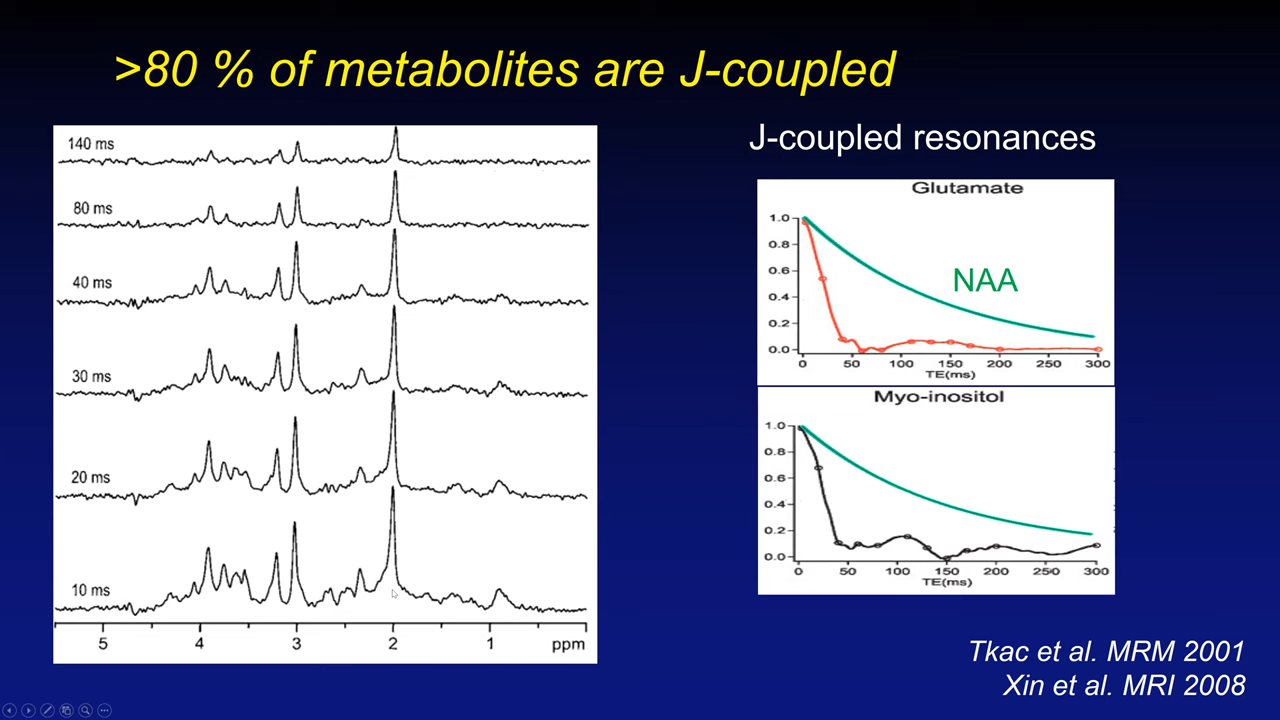 >80 % of metabolites are J-coupled
140 ms
80 ms
40 ms
30 ms
20 ms
10 ms
5 4 3 2 1 ppm
J-coupled resonances
Glutamate
1.0
0.8
0.6
0.4
0.2
0.0
NAA
0 50 100 150 200 250 300
TE(ms)
Myo-inositol
1.0
0.8
0.6
0.4
0.2
0.0
0 50 100 150 200 250 300
TE(ms)
Tkac et al. MRM 2001
Xin et al. MRI 2008